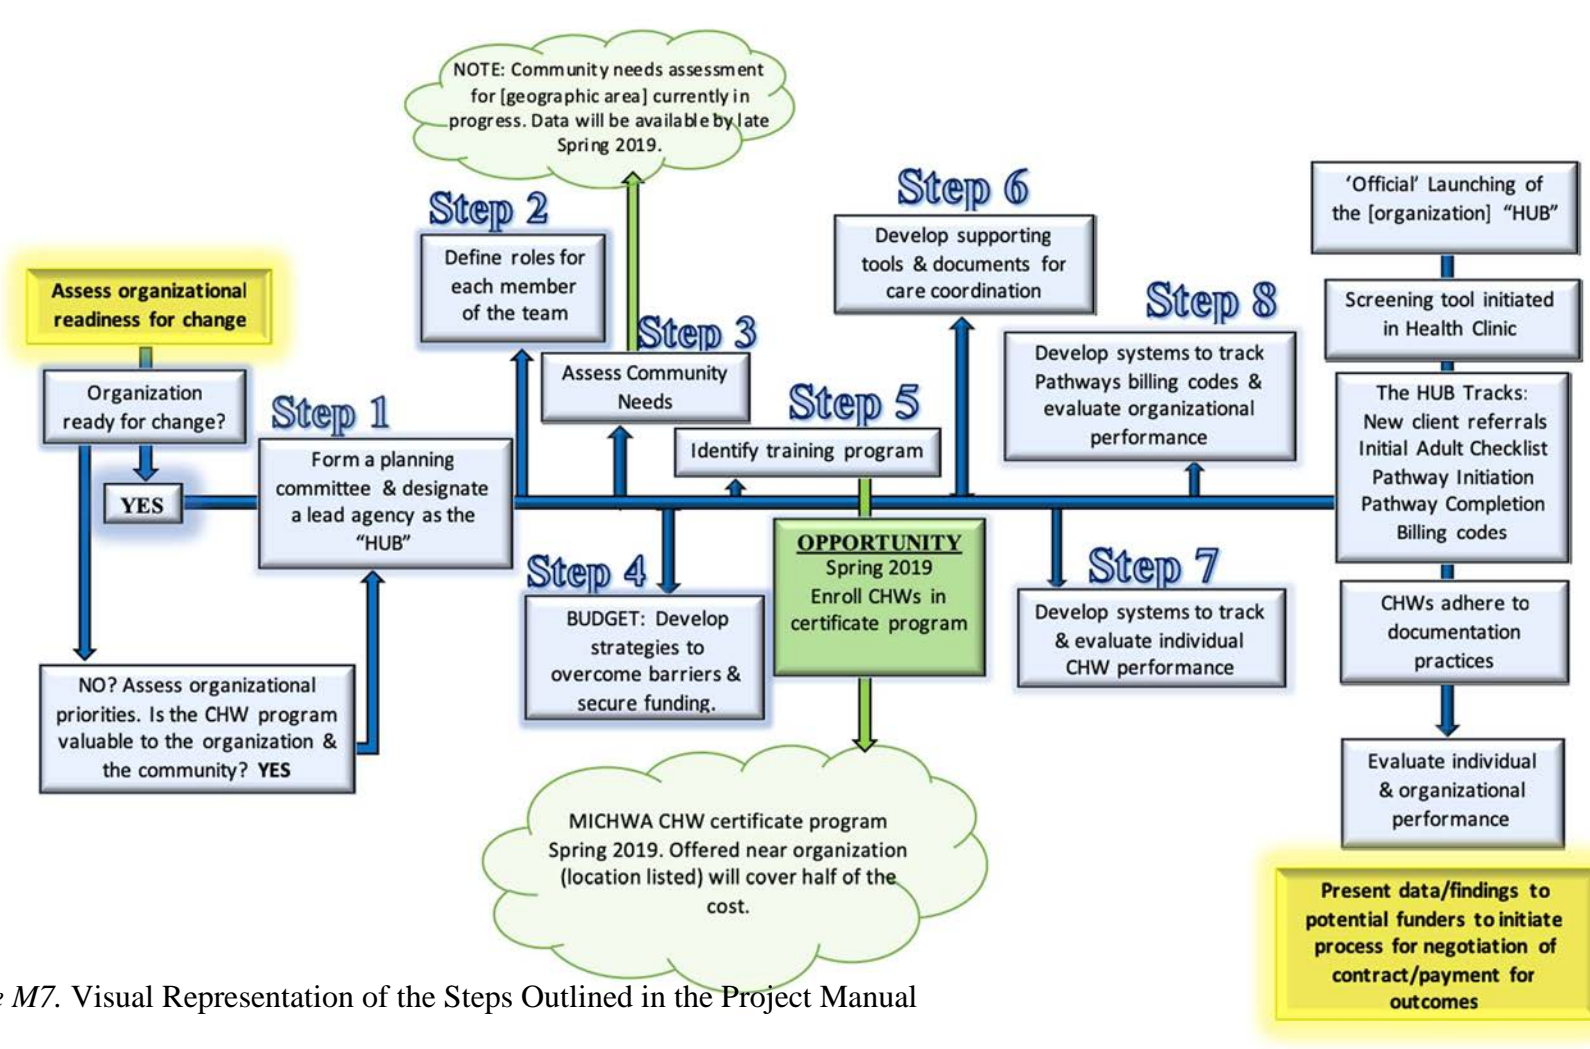 NOTE: Community needs assessment
for [geographic area] currently in
progress. Data will be available by late
Spring 2019.
Assess organizational
readiness for change
Organization
ready for change?
YES
NO? Assess organizational
priorities. Is the CHW program
valuable to the organization &
the community? YES
Step 1
Form a planning
committee & designate
a lead agency as the
“HUB”
Step 2
Define roles for
each member
of the team
Step 3
Assess Community
Needs
Step 4
BUDGET: Develop
strategies to
overcome barriers &
secure funding.
Step 5
Identify training program
OPPORTUNITY
Spring 2019
Enroll CHWs in
certificate program
MICHWA CHW certificate program
Spring 2019. Offered near organization
(location listed) will cover half of the
cost.
Step 6
Develop supporting
tools & documents for
care coordination
Step 7
Develop systems to track
& evaluate individual
CHW performance
Step 8
Develop systems to track
Pathways billing codes &
evaluate organizational
performance
‘Official’ Launching of
the [organization] “HUB”
Screening tool initiated
in Health Clinic
The HUB Tracks:
New client referrals
Initial Adult Checklist
Pathway Initiation
Pathway Completion
Billing codes
CHWs adhere to
documentation
practices
Evaluate individual
& organizational
performance
Present data/findings to
potential funders to initiate
process for negotiation of
contract/payment for
outcomes
M7. Visual Representation of the Steps Outlined in the Project Manual